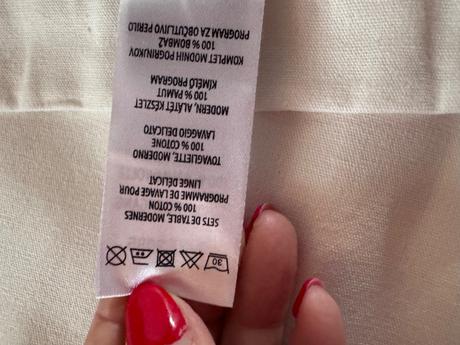 30
SETS DE TABLE, MODERNES
100 % COTON
PROGRAMME DE LAVAGE POUR
LINGE DÉLICAT
TOVAGLIETTE, MODERNO
100 % COTONE
LAVAGGIO DELICATO
MODERN, ALÁTÉT KÉSZLET
100 % PAMUT
KÍMÉLŐ PROGRAM
KOMPLET MODNIH POGRINJKOV
100 % BOMBAŽ
PROGRAM ZA OBČUTLJIVO PERILO